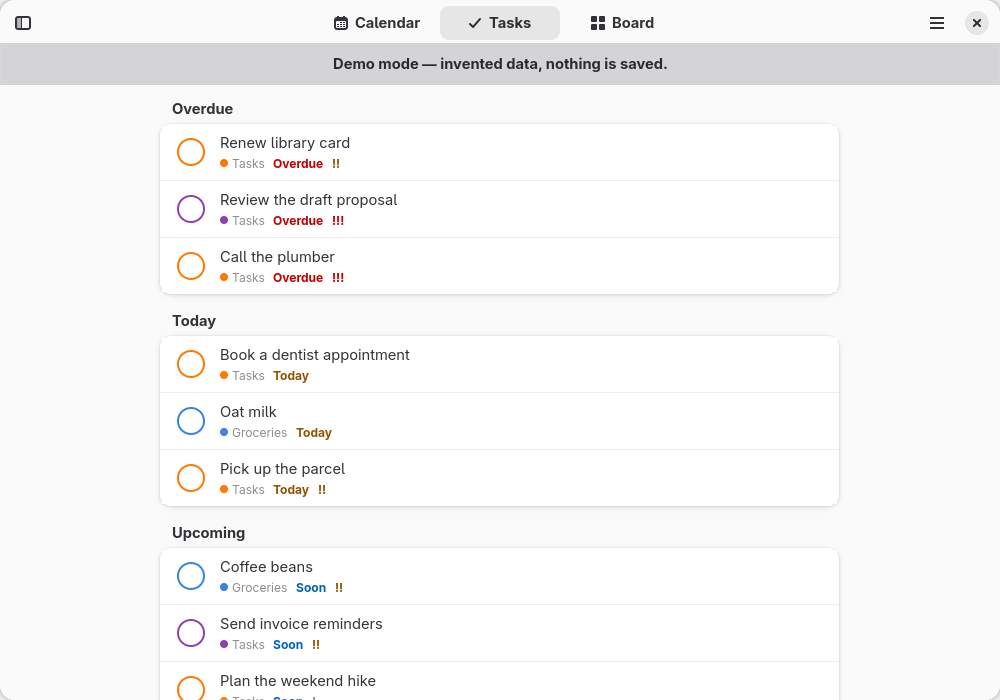 Calendar Tasks Board
Demo mode — invented data, nothing is saved.
Overdue
Renew library card
Tasks Overdue !!
Review the draft proposal
Tasks Overdue !!!
Call the plumber
Tasks Overdue !!!
Today
Book a dentist appointment
Tasks Today
Oat milk
Groceries Today
Pick up the parcel
Tasks Today !!
Upcoming
Coffee beans
Groceries Soon !!
Send invoice reminders
Tasks Soon !!
Plan the weekend hike
Tasks Soon